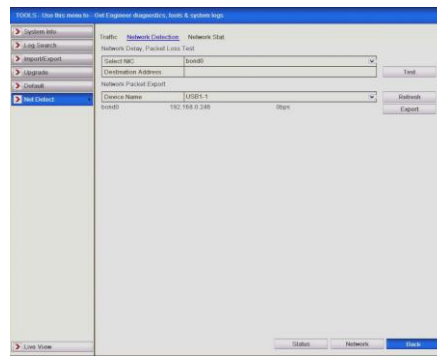 TOOLS - Use this menu to - Get Engineer diagnostics, tools & system logs
System Info
Log Search
Import/Export
Upgrade
Default
Net Detect
Live View
Traffic Network Detection Network Stat.
Network Delay, Packet Loss Test
Select NIC bond0
Destination Address Test
Network Packet Export
Device Name USB1-1 Refresh
bond0 192.168.0.248 0bps Export
Status Network Back